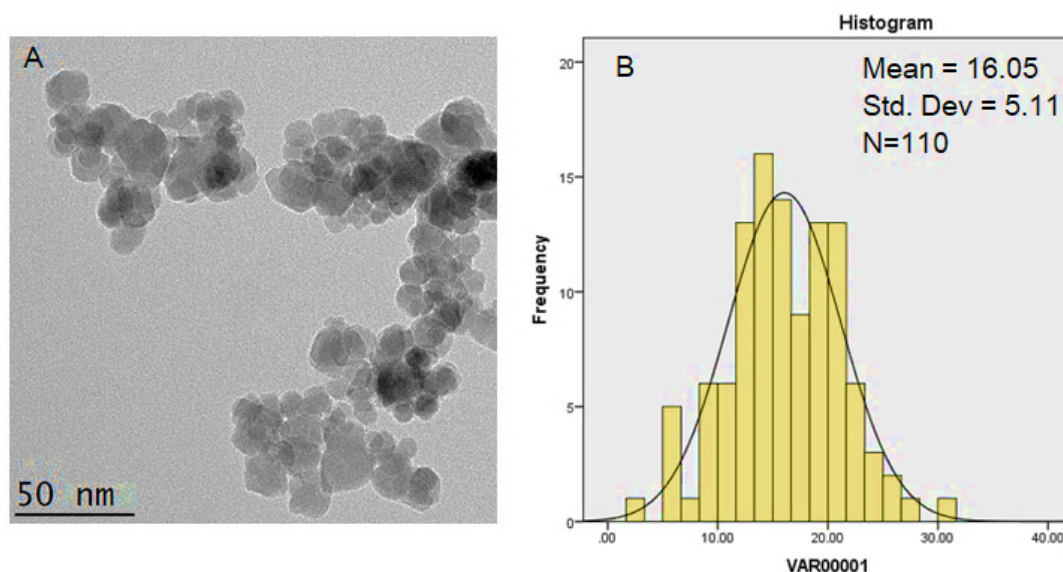 A
50 nm
Histogram
B
Mean = 16.05
Std. Dev = 5.11
N=110
Frequency
20
15
10
5
0
.00 10.00 20.00 30.00 40.00
VAR00001